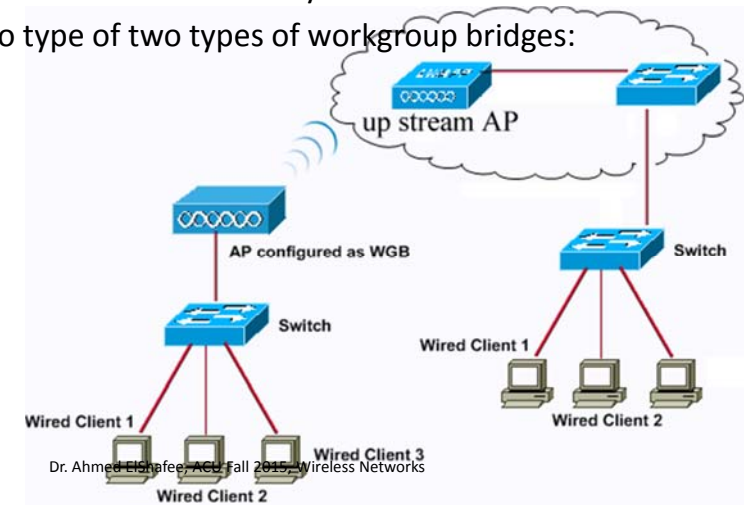 o type of two types of workgroup bridges:
up stream AP
AP configured as WGB
Switch
Switch
Wired Client 1
Wired Client 2
Wired Client 1
Wired Client 3
Dr. Ahmed ElShafee, ACU Fall 2015, Wireless Networks
Wired Client 2